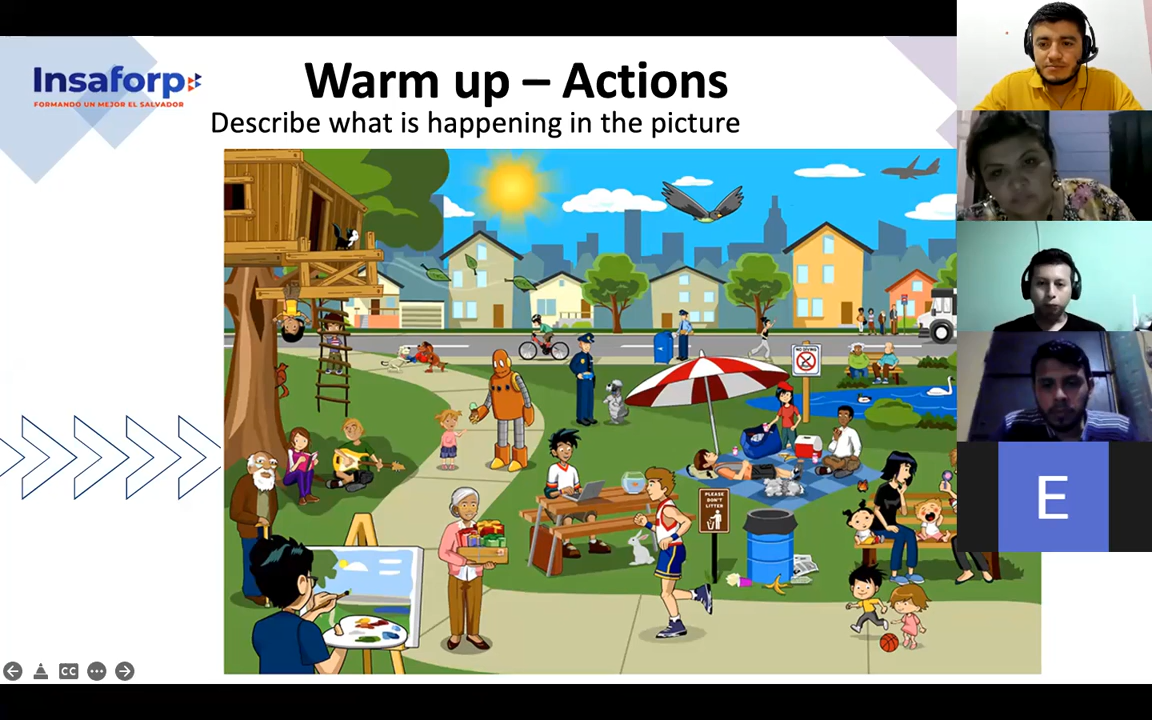 Insaforp
FORMANDO UN MEJOR EL SALVADOR
Warm up – Actions
Describe what is happening in the picture
NO DIVING
PLEASE
DON'T
LITTER
CC
E